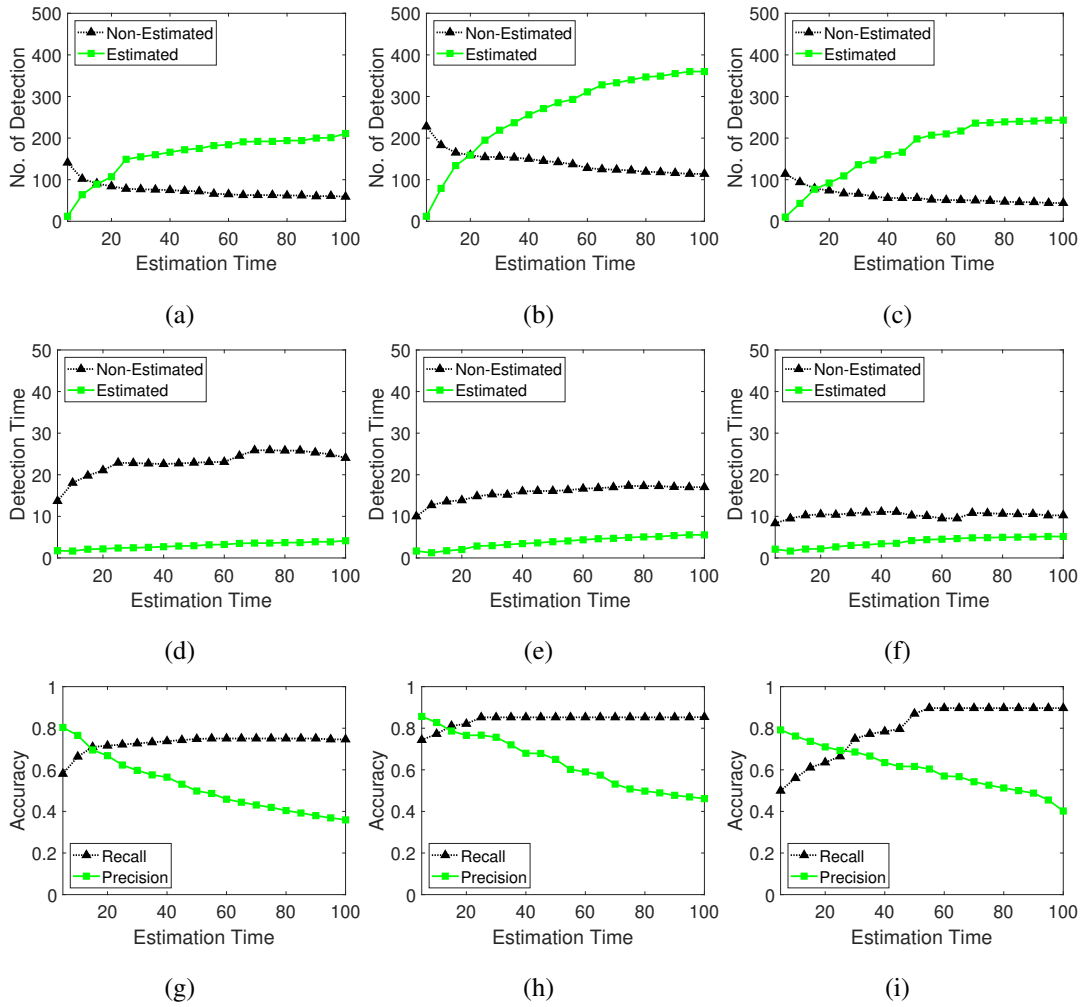 500
400
300
200
100
0
No. of Detection
Non-Estimated
Estimated
20 40 60 80 100
Estimation Time
(a)
500
400
300
200
100
0
No. of Detection
Non-Estimated
Estimated
20 40 60 80 100
Estimation Time
(b)
500
400
300
200
100
0
No. of Detection
Non-Estimated
Estimated
20 40 60 80 100
Estimation Time
(c)
50
40
30
20
10
0
Detection Time
Non-Estimated
Estimated
20 40 60 80 100
Estimation Time
(d)
50
40
30
20
10
0
Detection Time
Non-Estimated
Estimated
20 40 60 80 100
Estimation Time
(e)
50
40
30
20
10
0
Detection Time
Non-Estimated
Estimated
20 40 60 80 100
Estimation Time
(f)
1
0.8
0.6
0.4
0.2
0
Accuracy
Recall
Precision
20 40 60 80 100
Estimation Time
(g)
1
0.8
0.6
0.4
0.2
0
Accuracy
Recall
Precision
20 40 60 80 100
Estimation Time
(h)
1
0.8
0.6
0.4
0.2
0
Accuracy
Recall
Precision
20 40 60 80 100
Estimation Time
(i)